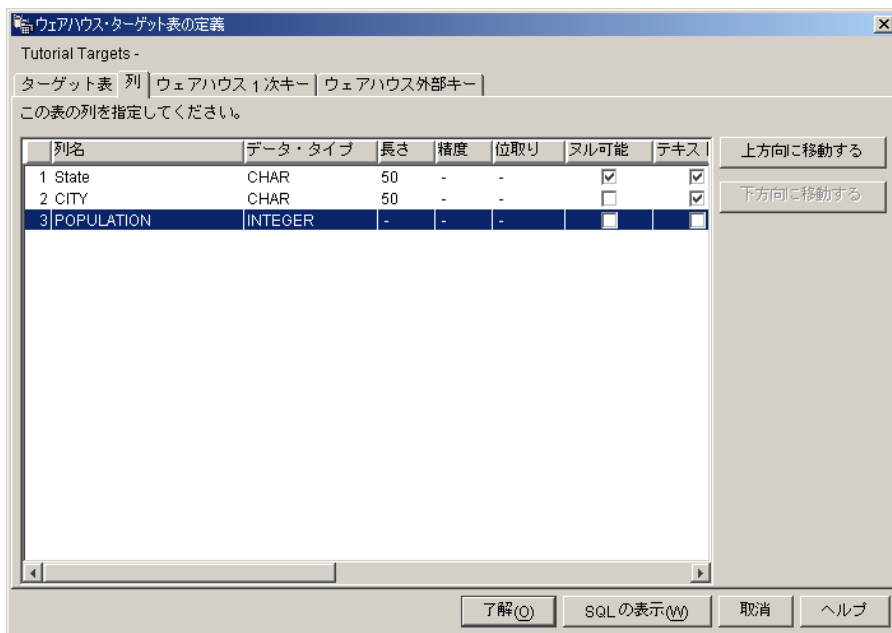 ウェアハウス・ターゲット表の定義
Tutorial Targets -
ターゲット表 列 ウェアハウス 1 次キー ウェアハウス外部キー
この表の列を指定してください。
列名 データ・タイプ 長さ 精度 位取り ヌル可能 テキスト
1 State CHAR 50 - -
2 CITY CHAR 50 - -
3 POPULATION INTEGER - - -
上方向に移動する
下方向に移動する
了解(O) SQLの表示(W) 取消 ヘルプ